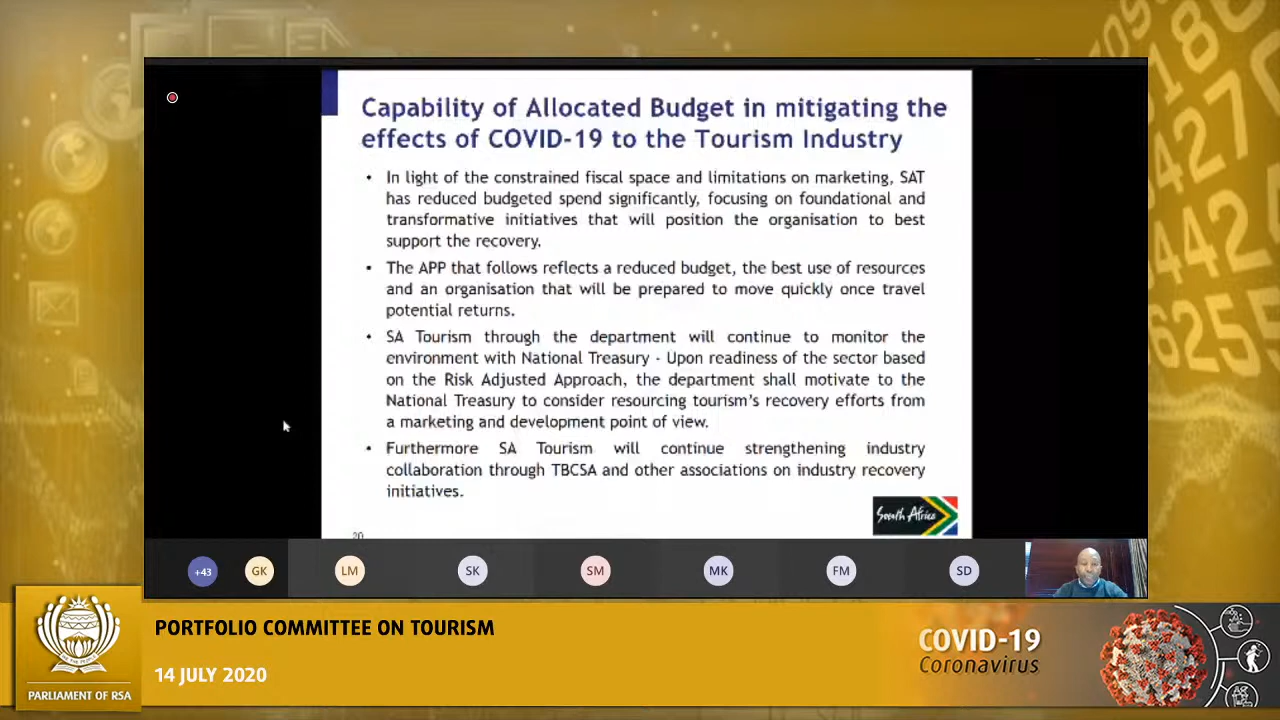 Capability of Allocated Budget in mitigating the
effects of COVID-19 to the Tourism Industry
• In light of the constrained fiscal space and limitations on marketing, SAT
has reduced budgeted spend significantly, focusing on foundational and
transformative initiatives that will position the organisation to best
support the recovery.
• The APP that follows reflects a reduced budget, the best use of resources
and an organisation that will be prepared to move quickly once travel
potential returns.
• SA Tourism through the department will continue to monitor the
environment with National Treasury - Upon readiness of the sector based
on the Risk Adjusted Approach, the department shall motivate to the
National Treasury to consider resourcing tourism's recovery efforts from
a marketing and development point of view.
• Furthermore SA Tourism will continue strengthening industry
collaboration through TBCSA and other associations on industry recovery
initiatives.
South Africa
20
+43 GK LM SK SM MK FM SD
PORTFOLIO COMMITTEE ON TOURISM
14 JULY 2020
PARLIAMENT OF RSA
COVID-19
Coronavirus